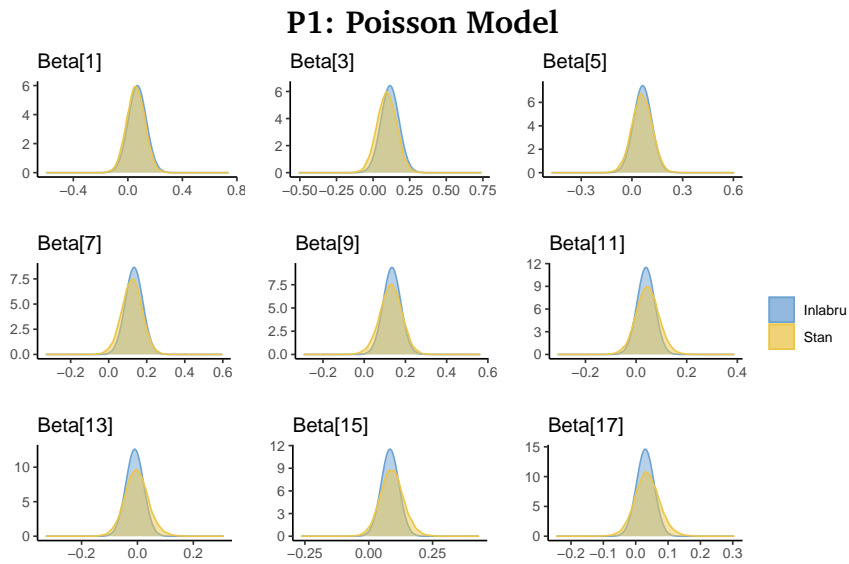 P1: Poisson Model
Beta[1] Beta[3] Beta[5]
6 4 2 0
−0.4 0.0 0.4 0.8
6 4 2 0
−0.50 −0.25 0.00 0.25 0.50 0.75
6 4 2 0
−0.3 0.0 0.3 0.6
Beta[7] Beta[9] Beta[11]
7.5 5.0 2.5 0.0
−0.2 0.0 0.2 0.4 0.6
7.5 5.0 2.5 0.0
−0.2 0.0 0.2 0.4 0.6
12 9 6 3 0
−0.2 0.0 0.2 0.4
Inlabru
Stan
Beta[13] Beta[15] Beta[17]
10 5 0
−0.2 0.0 0.2
12 9 6 3 0
−0.25 0.00 0.25
15 10 5 0
−0.2 −0.1 0.0 0.1 0.2 0.3